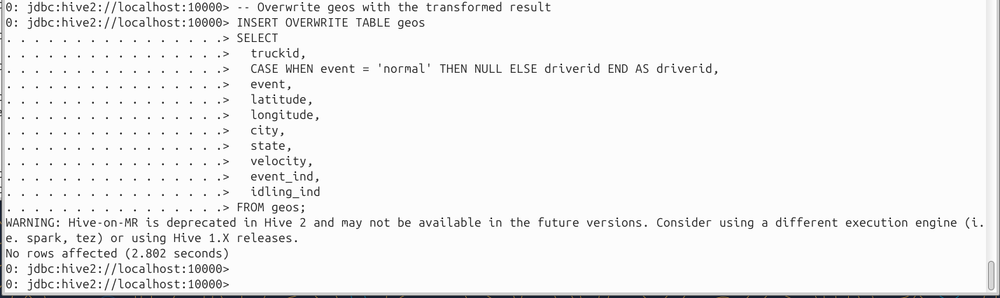 0: jdbc:hive2://localhost:10000> -- Overwrite geos with the transformed result
0: jdbc:hive2://localhost:10000> INSERT OVERWRITE TABLE geos
. . . . . . . . . . . . . . . .> SELECT
. . . . . . . . . . . . . . . .>   truckid,
. . . . . . . . . . . . . . . .>   CASE WHEN event = 'normal' THEN NULL ELSE driverid END AS driverid,
. . . . . . . . . . . . . . . .>   event,
. . . . . . . . . . . . . . . .>   latitude,
. . . . . . . . . . . . . . . .>   longitude,
. . . . . . . . . . . . . . . .>   city,
. . . . . . . . . . . . . . . .>   state,
. . . . . . . . . . . . . . . .>   velocity,
. . . . . . . . . . . . . . . .>   event_ind,
. . . . . . . . . . . . . . . .>   idling_ind
. . . . . . . . . . . . . . . .> FROM geos;
WARNING: Hive-on-MR is deprecated in Hive 2 and may not be available in the future versions. Consider using a different execution engine (i.
e. spark, tez) or using Hive 1.X releases.
No rows affected (2.802 seconds)
0: jdbc:hive2://localhost:10000>
0: jdbc:hive2://localhost:10000>